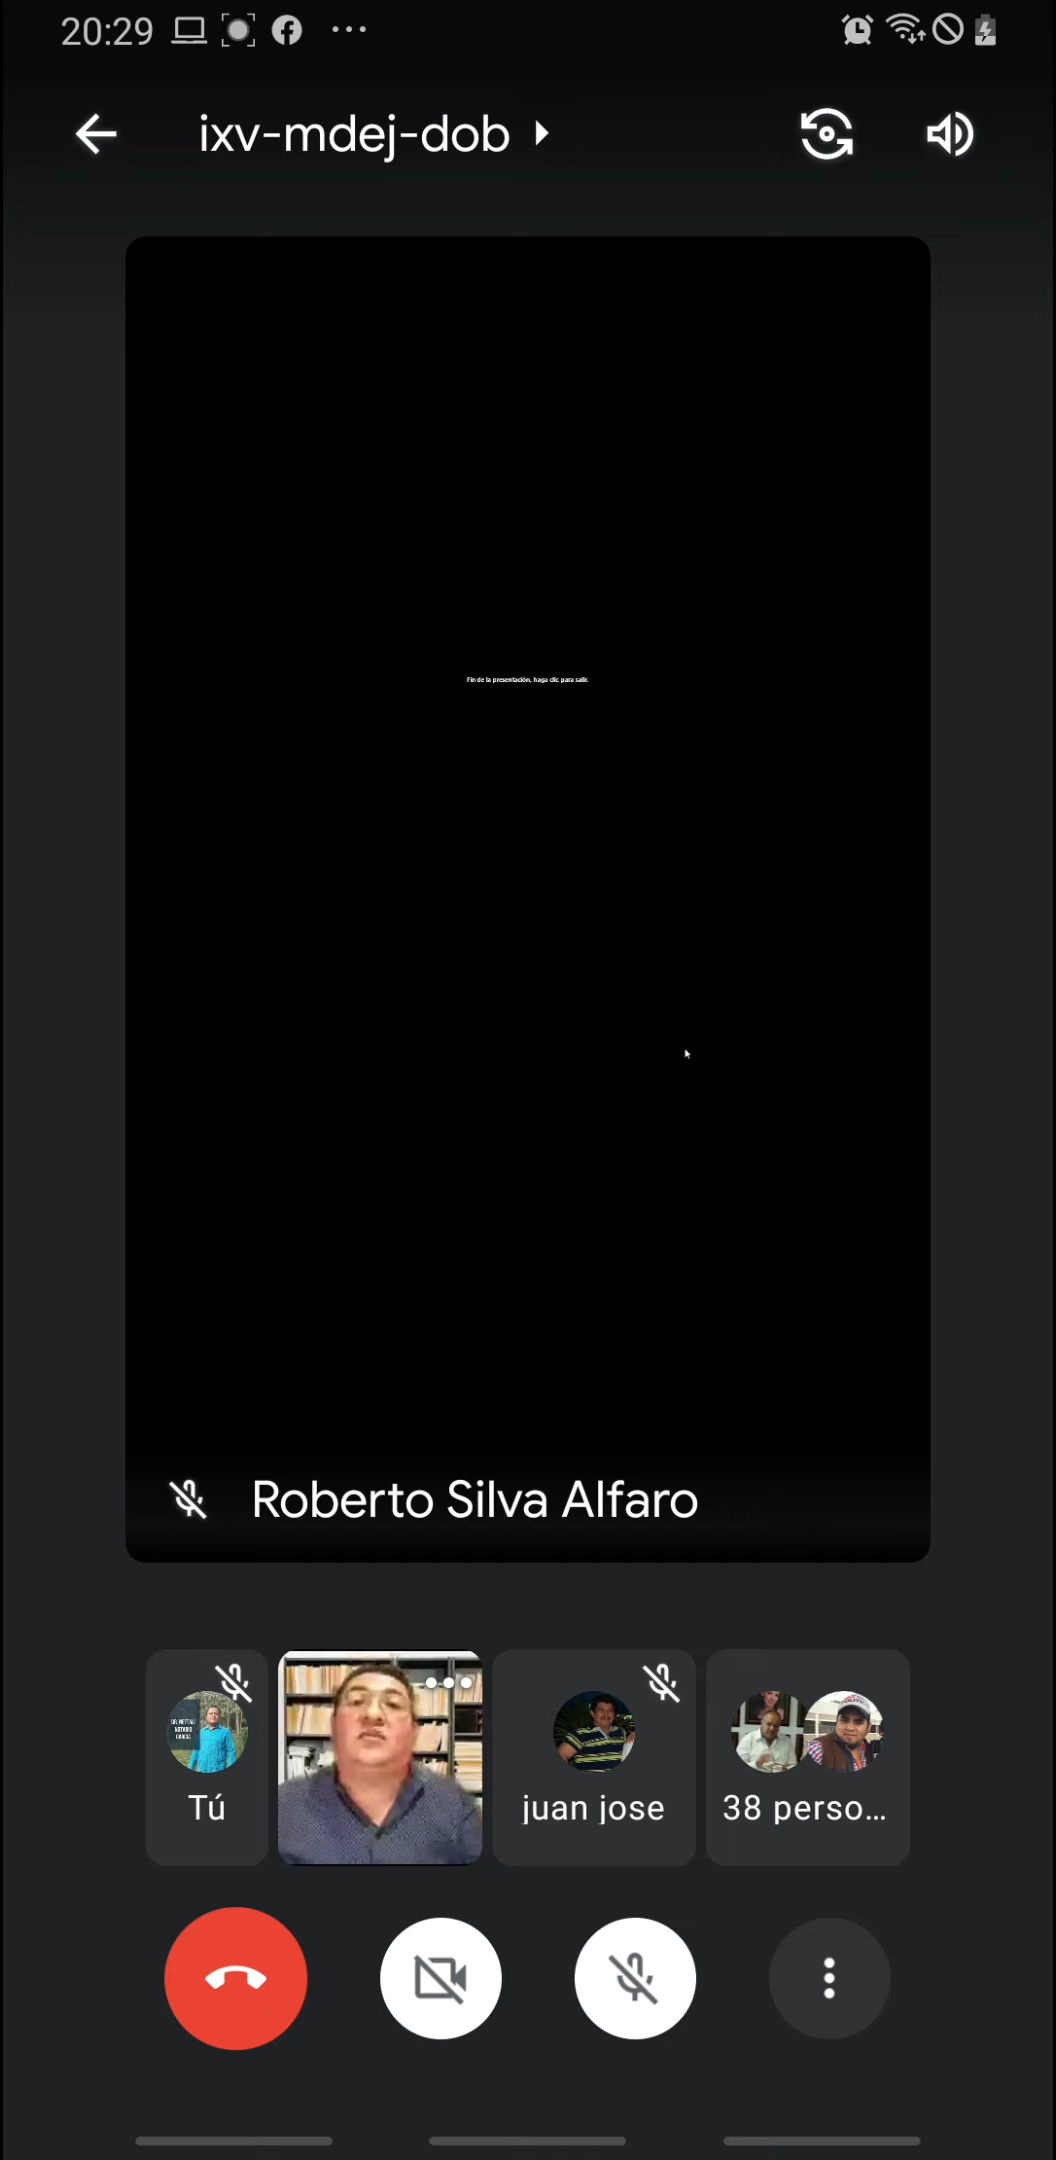 20:29
ixv-mdej-dob
Fin de la presentación, haga clic para salir.
Roberto Silva Alfaro
Tú
juan jose
38 perso...